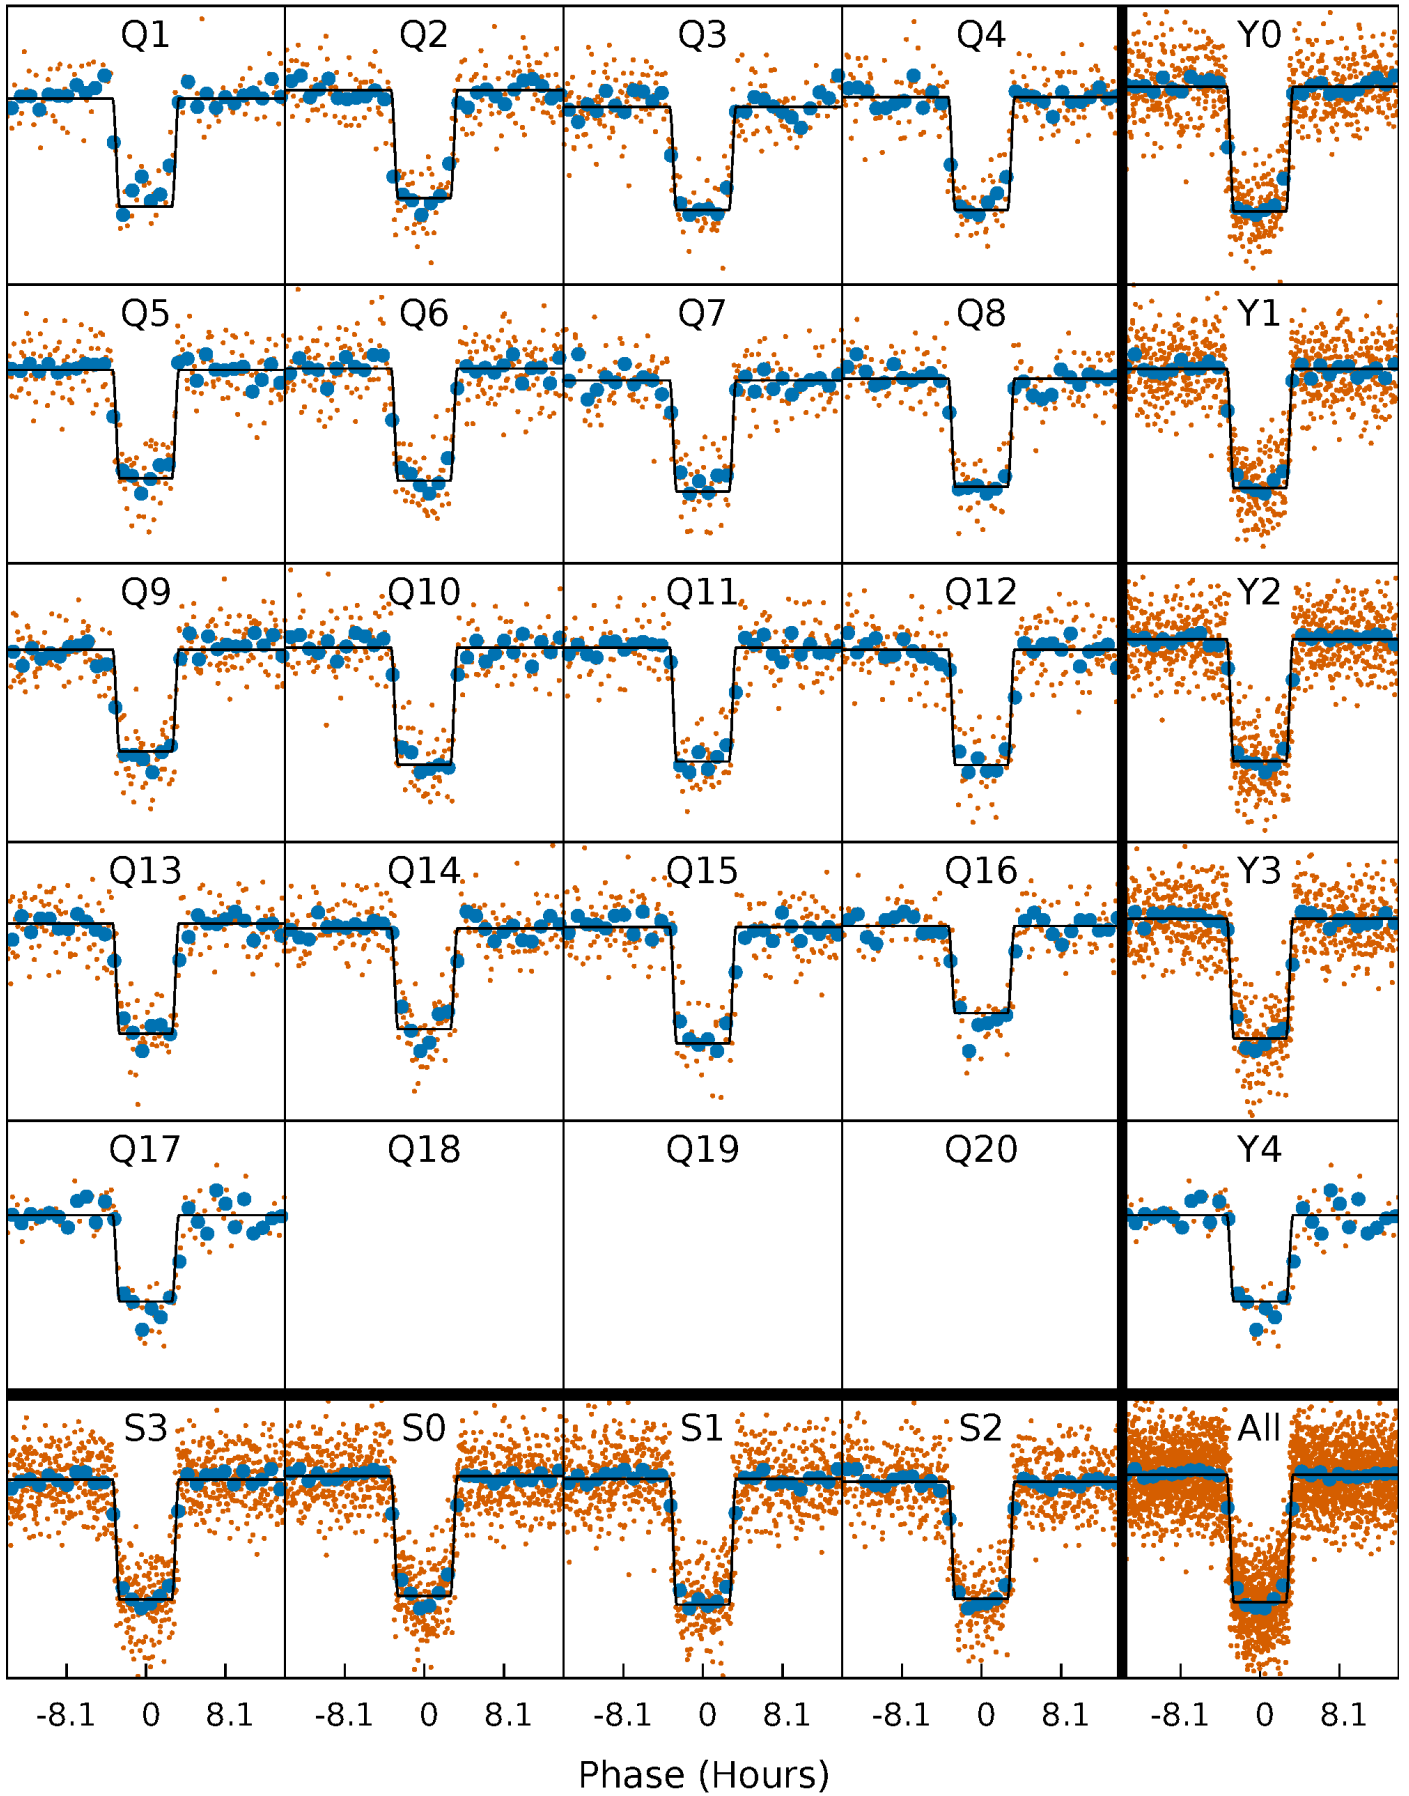 Q1 Q2 Q3 Q4 Y0
Q5 Q6 Q7 Q8 Y1
Q9 Q10 Q11 Q12 Y2
Q13 Q14 Q15 Q16 Y3
Q17 Q18 Q19 Q20 Y4
S3 S0 S1 S2 All
-8.1 0 8.1 -8.1 0 8.1 -8.1 0 8.1 -8.1 0 8.1 -8.1 0 8.1
Phase (Hours)